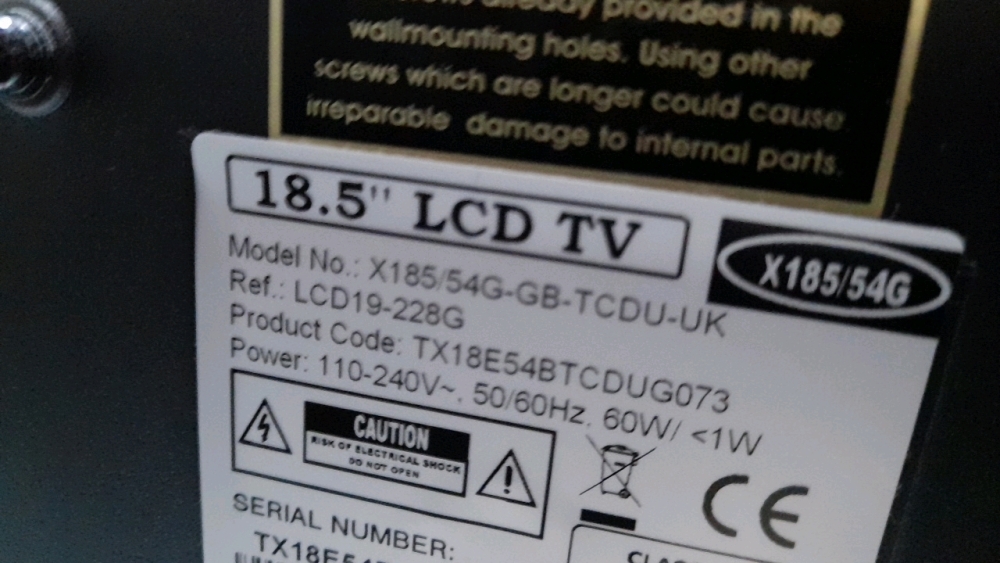 already provided in the
wallmounting holes. Using other
screws which are longer could cause
irreparable damage to internal parts.
18.5" LCD TV
X185/54G
Model No.: X185/54G-GB-TCDU-UK
Ref.: LCD19-228G
Product Code: TX18E54BTCDUG073
Power: 110-240V~, 50/60Hz, 60W/ <1W
CAUTION
RISK OF ELECTRICAL SHOCK
DO NOT OPEN
CE
SERIAL NUMBER: